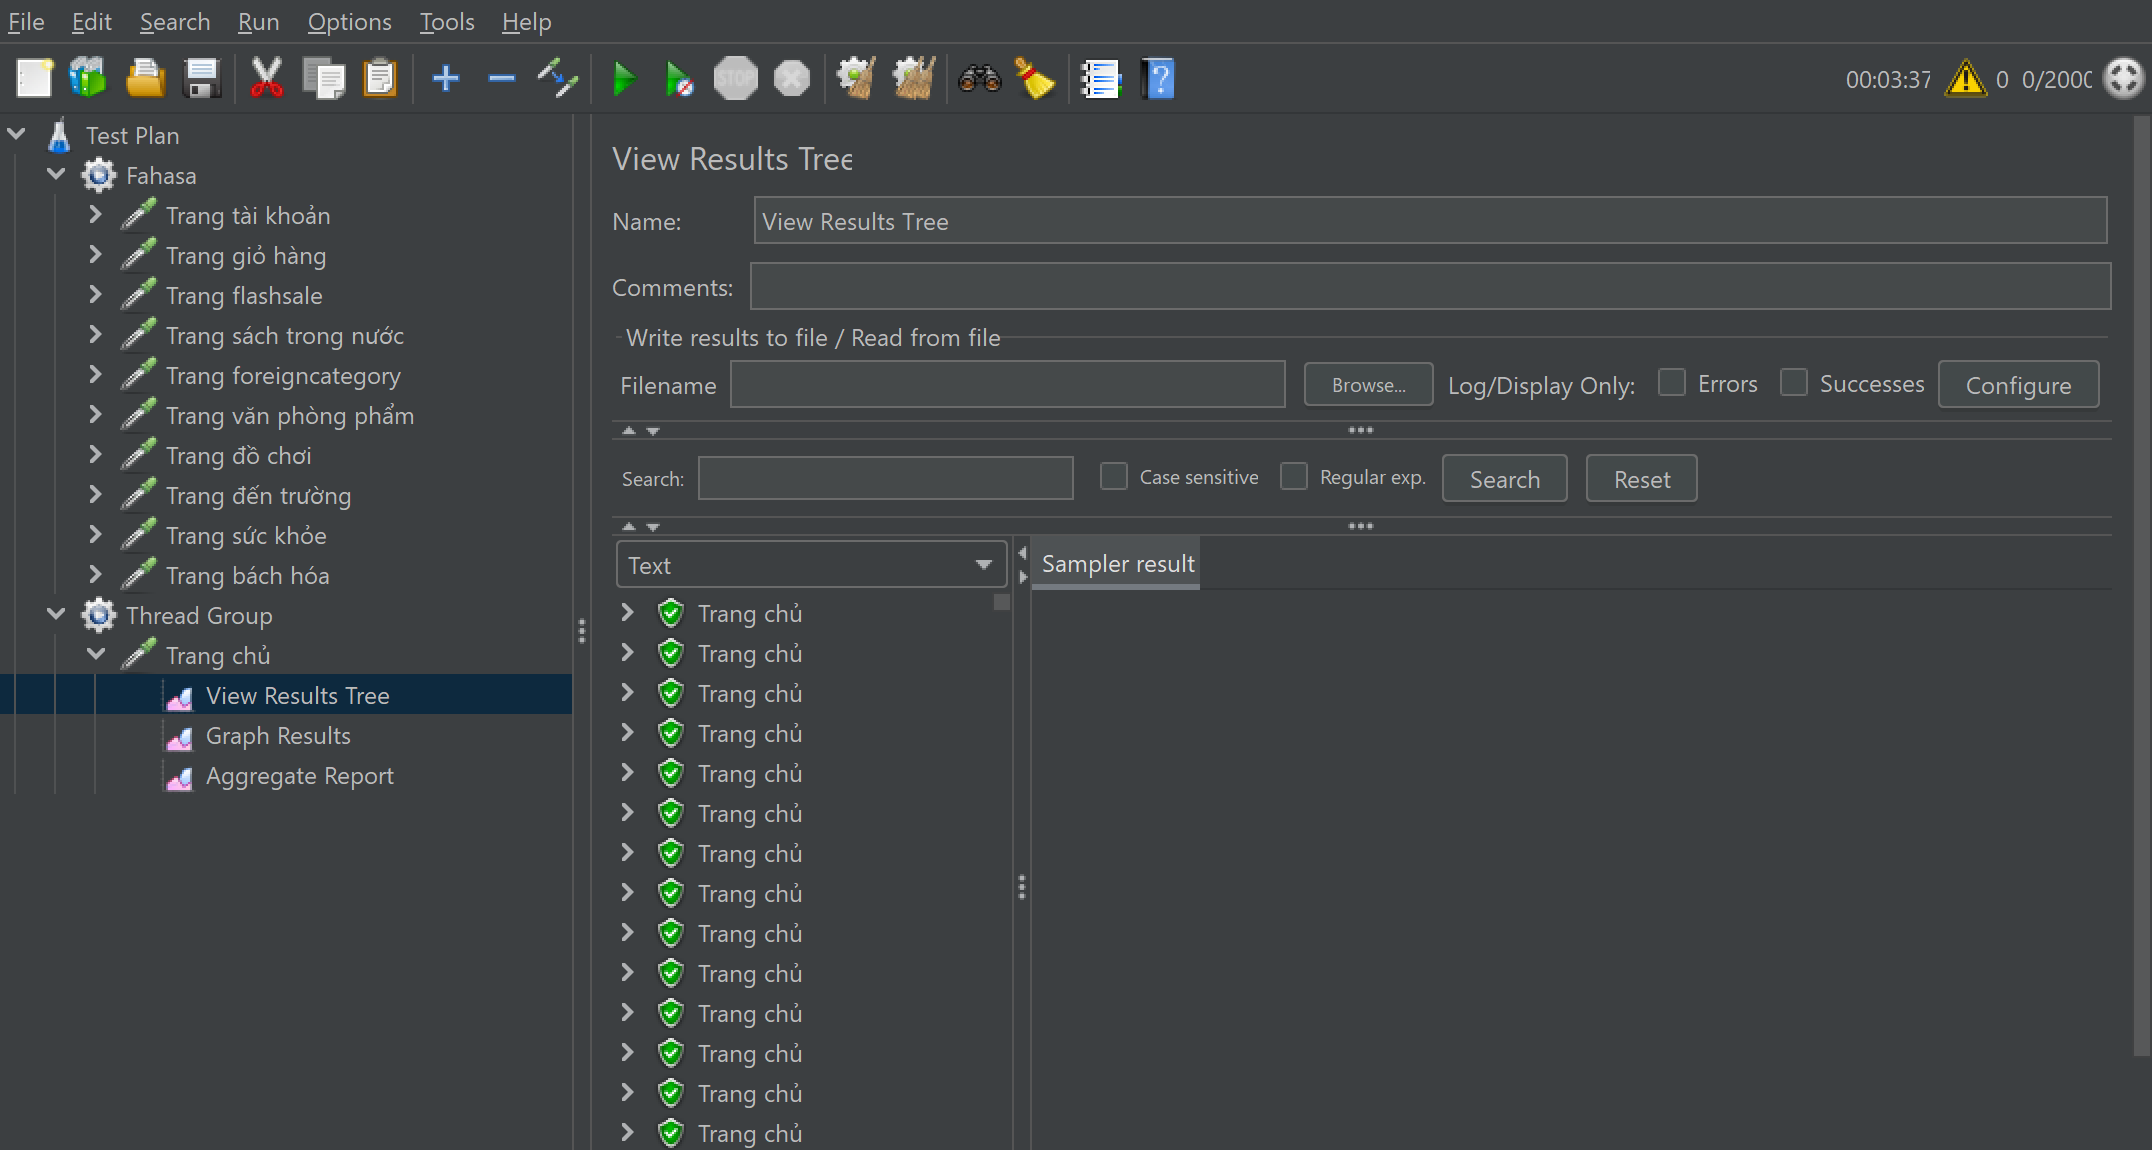 File Edit Search Run Options Tools Help
STOP
00:03:37 0 0/2000
Test Plan
Fahasa
Trang tài khoản
Trang giỏ hàng
Trang flashsale
Trang sách trong nước
Trang foreigncategory
Trang văn phòng phẩm
Trang đồ chơi
Trang đến trường
Trang sức khỏe
Trang bách hóa
Thread Group
Trang chủ
View Results Tree
Graph Results
Aggregate Report
View Results Tree
Name: View Results Tree
Comments:
Write results to file / Read from file
Filename Browse... Log/Display Only: Errors Successes Configure
Search: Case sensitive Regular exp. Search Reset
Text
Sampler result
Trang chủ
Trang chủ
Trang chủ
Trang chủ
Trang chủ
Trang chủ
Trang chủ
Trang chủ
Trang chủ
Trang chủ
Trang chủ
Trang chủ
Trang chủ
Trang chủ